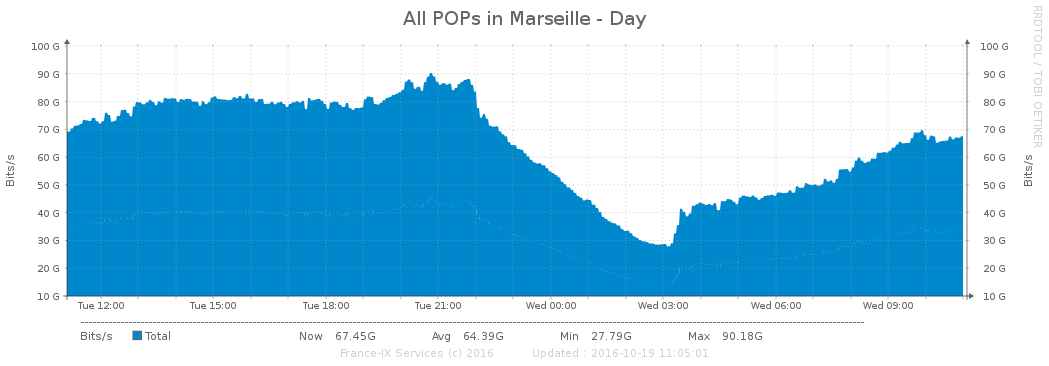 All POPs in Marseille - Day
RRDTOOL / TOBI OETIKER
Bits/s
100 G
90 G
80 G
70 G
60 G
50 G
40 G
30 G
20 G
10 G
100 G
90 G
80 G
70 G
60 G
50 G
40 G
30 G
20 G
10 G
Bits/s
Tue 12:00 Tue 15:00 Tue 18:00 Tue 21:00 Wed 00:00 Wed 03:00 Wed 06:00 Wed 09:00
Bits/s Total Now 67.45G Avg 64.39G Min 27.79G Max 90.18G
France-IX Services (c) 2016 Updated : 2016-10-19 11:05:01